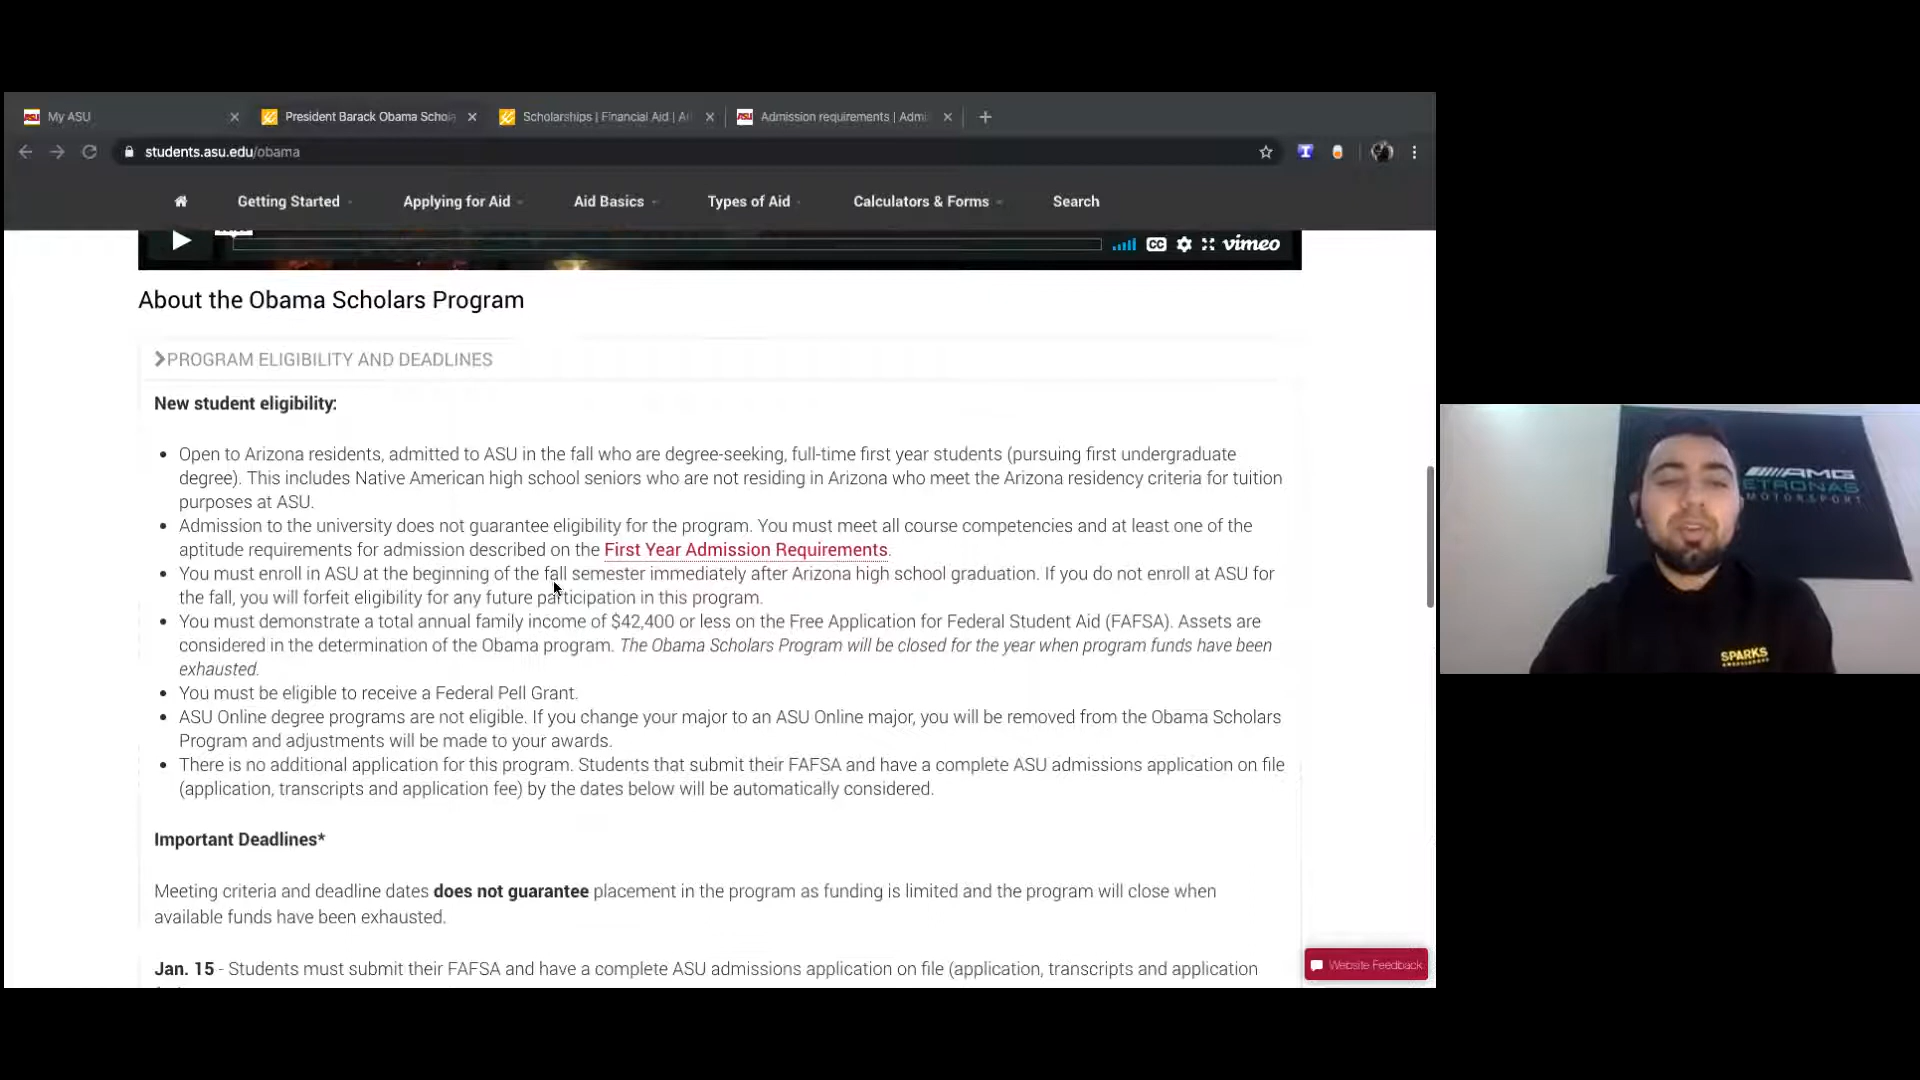 My ASU
President Barack Obama Schola
Scholarships | Financial Aid | A
Admission requirements | Admi
students.asu.edu/obama
Getting Started
Applying for Aid
Aid Basics
Types of Aid
Calculators & Forms
Search
CC
vimeo
About the Obama Scholars Program
PROGRAM ELIGIBILITY AND DEADLINES
New student eligibility:
Open to Arizona residents, admitted to ASU in the fall who are degree-seeking, full-time first year students (pursuing first undergraduate
degree). This includes Native American high school seniors who are not residing in Arizona who meet the Arizona residency criteria for tuition
purposes at ASU.
Admission to the university does not guarantee eligibility for the program. You must meet all course competencies and at least one of the
aptitude requirements for admission described on the First Year Admission Requirements.
You must enroll in ASU at the beginning of the fall semester immediately after Arizona high school graduation. If you do not enroll at ASU for
the fall, you will forfeit eligibility for any future participation in this program.
You must demonstrate a total annual family income of $42,400 or less on the Free Application for Federal Student Aid (FAFSA). Assets are
considered in the determination of the Obama program. The Obama Scholars Program will be closed for the year when program funds have been
exhausted.
You must be eligible to receive a Federal Pell Grant.
ASU Online degree programs are not eligible. If you change your major to an ASU Online major, you will be removed from the Obama Scholars
Program and adjustments will be made to your awards.
There is no additional application for this program. Students that submit their FAFSA and have a complete ASU admissions application on file
(application, transcripts and application fee) by the dates below will be automatically considered.
Important Deadlines*
Meeting criteria and deadline dates does not guarantee placement in the program as funding is limited and the program will close when
available funds have been exhausted.
Jan. 15 - Students must submit their FAFSA and have a complete ASU admissions application on file (application, transcripts and application
Website Feedback
AMG
ETRONAS
MOTORSPORT
SPARKS